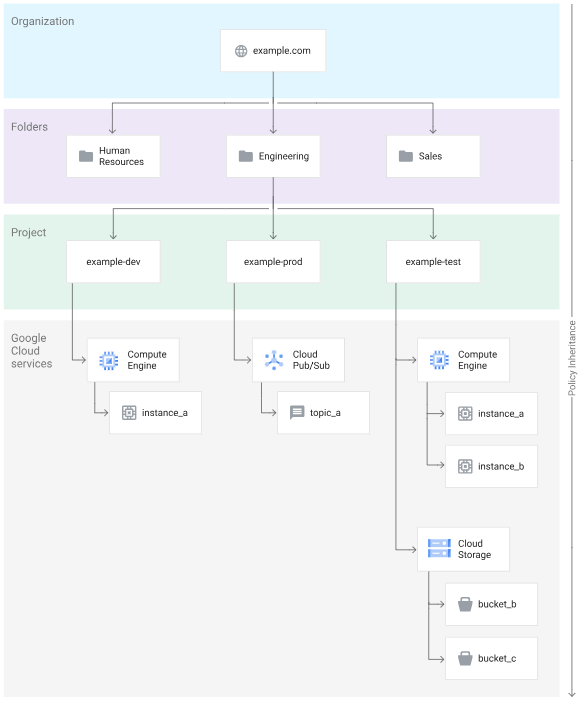 Organization
example.com
Folders
Human
Resources
Engineering
Sales
Project
example-dev
example-prod
example-test
Google
Cloud
services
Compute
Engine
Cloud
Pub/Sub
Compute
Engine
instance_a
topic_a
instance_a
instance_b
Cloud
Storage
bucket_b
bucket_c
Policy Inheritance